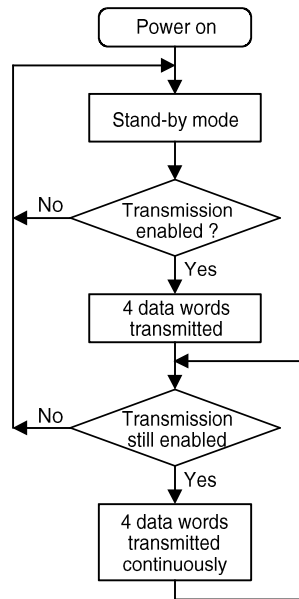 Power on
Stand-by mode
No
Transmission
enabled ?
Yes
4 data words
transmitted
No
Transmission
still enabled
Yes
4 data words
transmitted
continuously